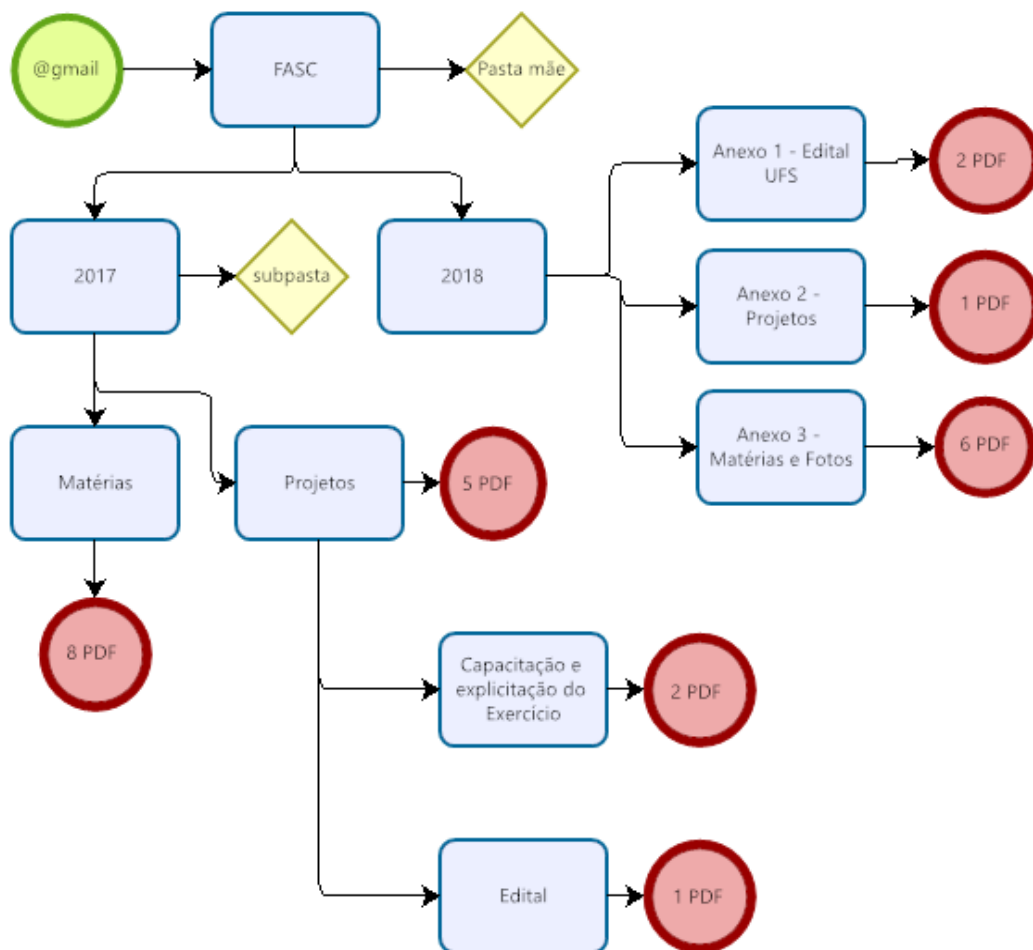 @gmail
FASC
Pasta mãe
Anexo 1 - Edital
UFS
2 PDF
2017
subpasta
2018
Anexo 2 -
Projetos
1 PDF
Anexo 3 -
Matérias e Fotos
6 PDF
Matérias
Projetos
5 PDF
8 PDF
Capacitação e
explicitação do
Exercício
2 PDF
Edital
1 PDF